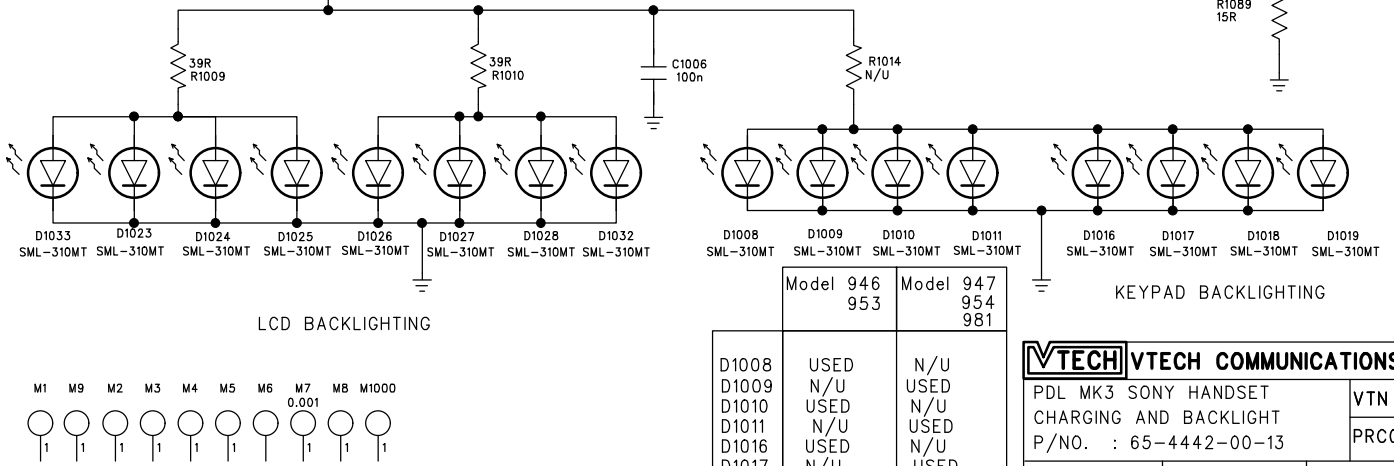 R1089
15R
39R
R1009
39R
R1010
C1006
100n
R1014
N/U
D1033
SML-310MT
D1023
SML-310MT
D1024
SML-310MT
D1025
SML-310MT
D1026
SML-310MT
D1027
SML-310MT
D1028
SML-310MT
D1032
SML-310MT
D1008
SML-310MT
D1009
SML-310MT
D1010
SML-310MT
D1011
SML-310MT
D1016
SML-310MT
D1017
SML-310MT
D1018
SML-310MT
D1019
SML-310MT
LCD BACKLIGHTING
KEYPAD BACKLIGHTING
Model 946 Model 947
953 954
981
D1008 USED N/U
D1009 N/U USED
D1010 USED N/U
D1011 N/U USED
D1016 USED N/U
D1017 N/U USED
VTECH VTECH COMMUNICATIONS
PDL MK3 SONY HANDSET
CHARGING AND BACKLIGHT
P/NO. : 65-4442-00-13
VTN
PRCO
M1 M9 M2 M3 M4 M5 M6 M7 M8 M1000
0.001
1 1 1 1 1 1 1 1 1